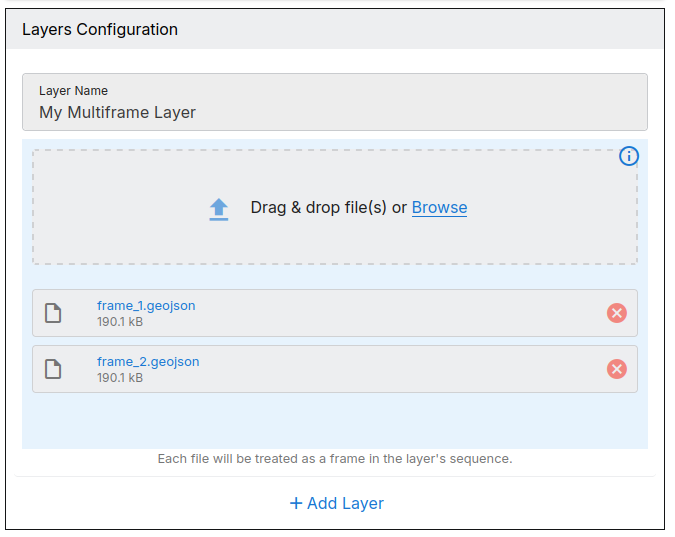 Layers Configuration
Layer Name
My Multiframe Layer
Drag & drop file(s) or Browse
frame_1.geojson
190.1 kB
frame_2.geojson
190.1 kB
Each file will be treated as a frame in the layer's sequence.
+ Add Layer